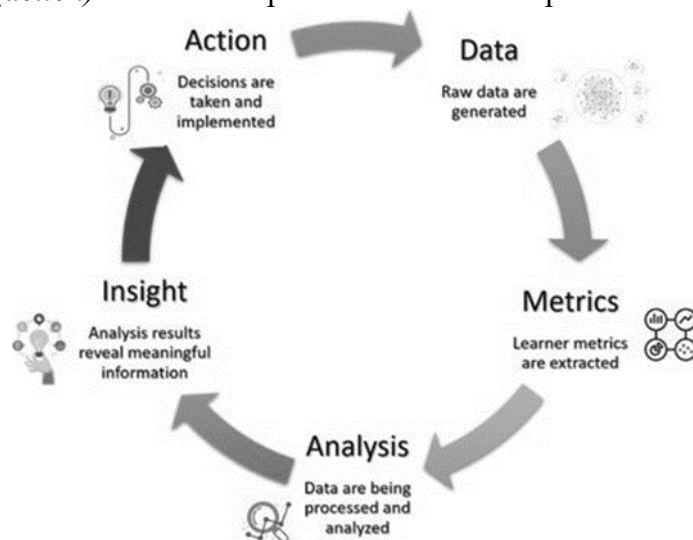 (action)
Action
Decisions are
taken and
implemented
Data
Raw data are
generated
Metrics
Learner metrics
are extracted
Analysis
Data are being
processed and
analyzed
Insight
Analysis results
reveal meaningful
information